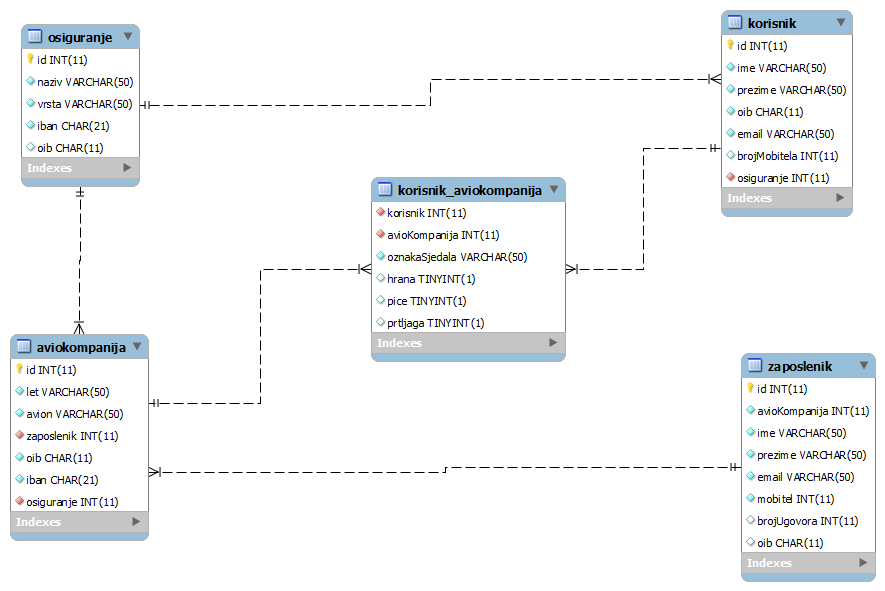 osiguranje
id INT(11)
naziv VARCHAR(50)
vrsta VARCHAR(50)
iban CHAR(21)
oib CHAR(11)
Indexes
korisnik
id INT(11)
ime VARCHAR(50)
prezime VARCHAR(50)
oib CHAR(11)
email VARCHAR(50)
brojMobitela INT(11)
osiguranje INT(11)
Indexes
korisnik_aviokompanija
korisnik INT(11)
avioKompanija INT(11)
oznakaSjedala VARCHAR(50)
hrana TINYINT(1)
pice TINYINT(1)
prtljaga TINYINT(1)
Indexes
aviokompanija
id INT(11)
let VARCHAR(50)
avion VARCHAR(50)
zaposlenik INT(11)
oib CHAR(11)
iban CHAR(21)
osiguranje INT(11)
Indexes
zaposlenik
id INT(11)
avioKompanija INT(11)
ime VARCHAR(50)
prezime VARCHAR(50)
email VARCHAR(50)
mobitel INT(11)
brojUgovora INT(11)
oib CHAR(11)
Indexes